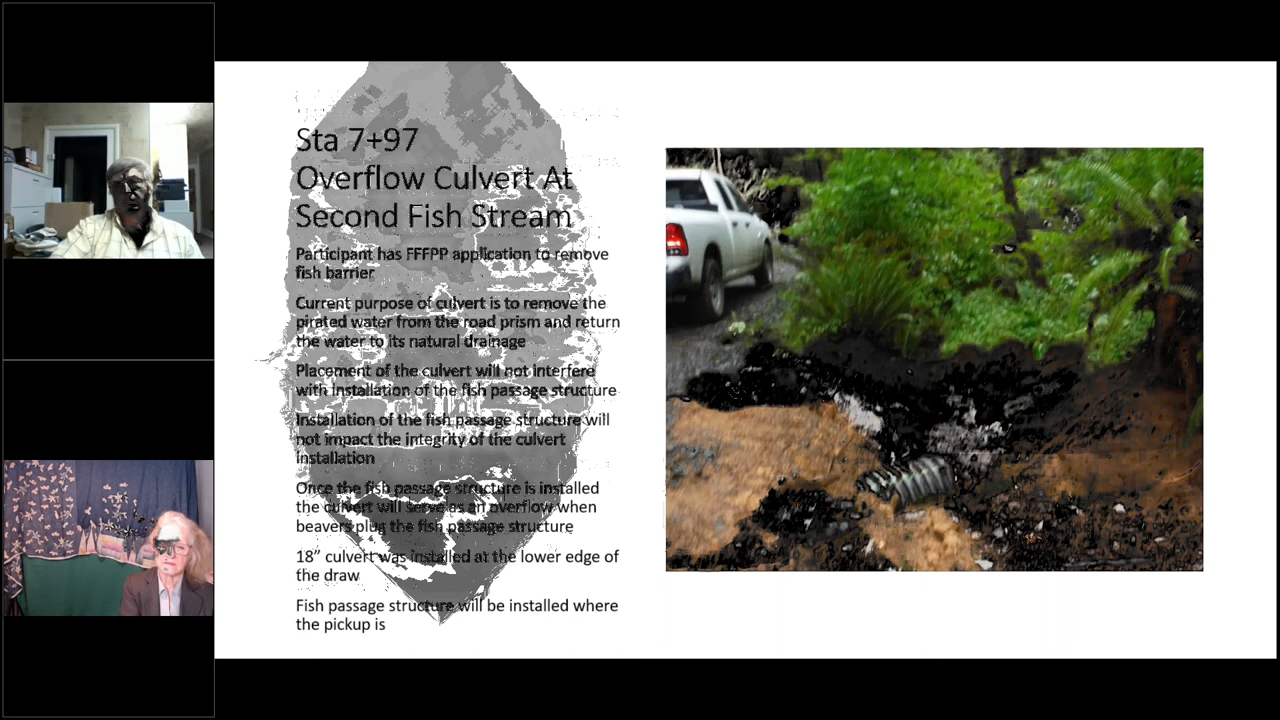 Sta 7+97
Overflow Culvert At
Second Fish Stream
Participant has FFFPP application to remove
fish barrier
Current purpose of culvert is to remove the
pirated water from the road prism and return
the water to its natural drainage
Placement of the culvert will not interfere
with installation of the fish passage structure
Installation of the fish passage structure will
not impact the integrity of the culvert
installation
Once the fish passage structure is installed
the culvert will serve as an overflow when
beavers plug the fish passage structure
18” culvert was installed at the lower edge of
the draw
Fish passage structure will be installed where
the pickup is